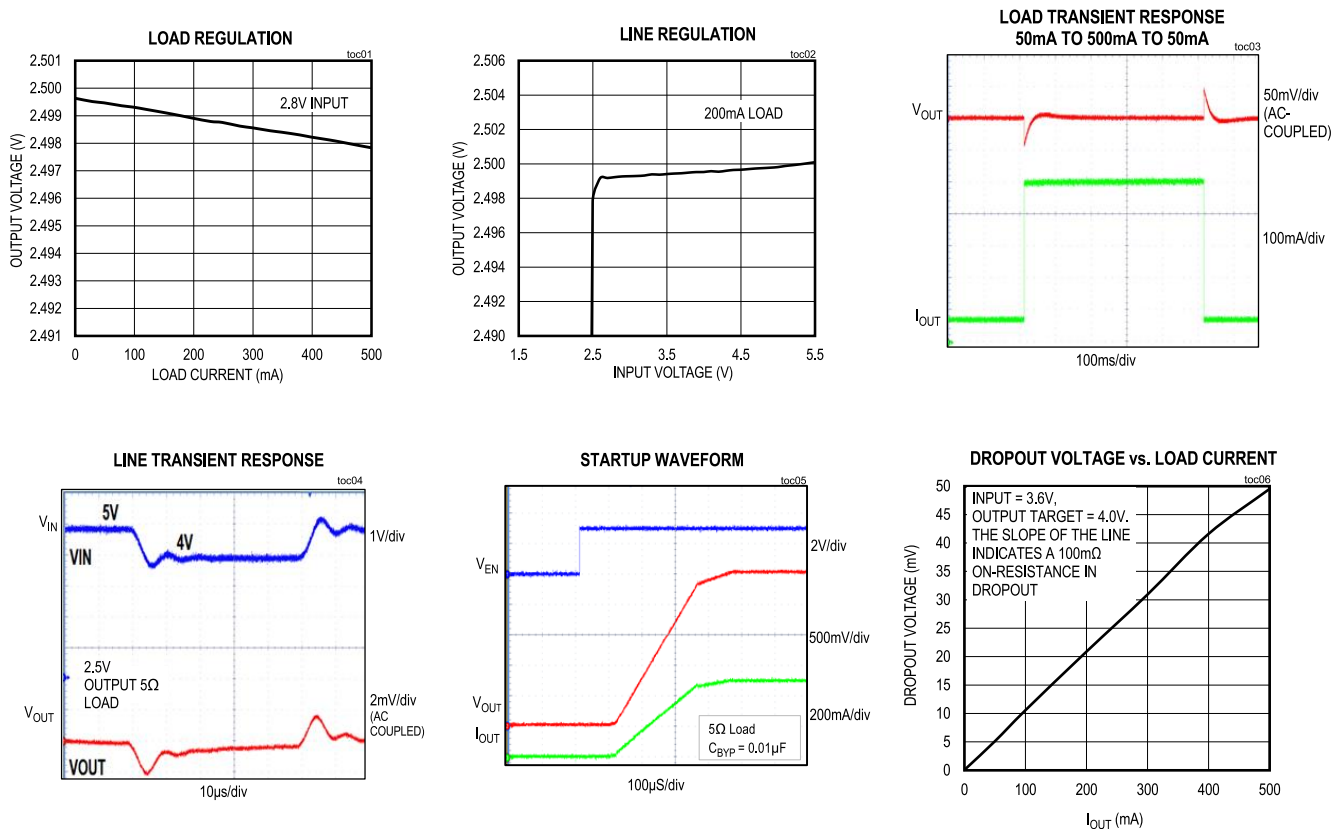 LOAD REGULATION
toc01
2.8V INPUT
OUTPUT VOLTAGE (V)
2.501
2.500
2.499
2.498
2.497
2.496
2.495
2.494
2.493
2.492
2.491
0 100 200 300 400 500
LOAD CURRENT (mA)
LINE REGULATION
toc02
200mA LOAD
OUTPUT VOLTAGE (V)
2.506
2.504
2.502
2.500
2.498
2.496
2.494
2.492
2.490
1.5 2.5 3.5 4.5 5.5
INPUT VOLTAGE (V)
LOAD TRANSIENT RESPONSE
50mA TO 500mA TO 50mA
toc03
VOUT
50mV/div
(AC-
COUPLED)
100mA/div
IOUT
100ms/div
LINE TRANSIENT RESPONSE
toc04
VIN
5V
VIN
4V
1V/div
2.5V
OUTPUT 5Ω
LOAD
VOUT
2mV/div
(AC
COUPLED)
VOUT
10µs/div
STARTUP WAVEFORM
toc05
2V/div
VEN
500mV/div
VOUT
IOUT
200mA/div
5Ω Load
CBYP = 0.01µF
100µS/div
DROPOUT VOLTAGE vs. LOAD CURRENT
toc06
INPUT = 3.6V,
OUTPUT TARGET = 4.0V.
THE SLOPE OF THE LINE
INDICATES A 100mΩ
ON-RESISTANCE IN
DROPOUT
DROPOUT VOLTAGE (mV)
50
45
40
35
30
25
20
15
10
5
0
0 100 200 300 400 500
IOUT (mA)